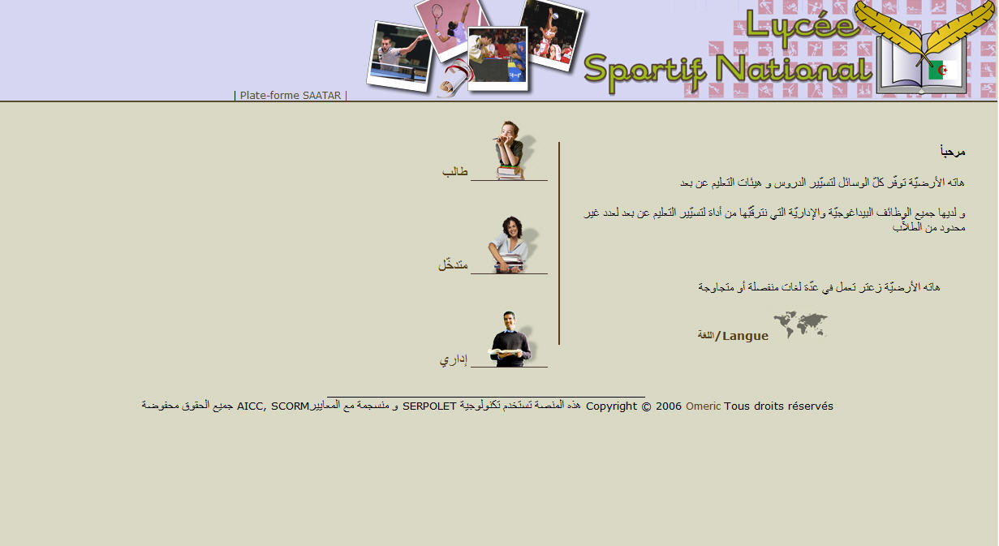 Lycée
Sportif National
| Plate-forme SAATAR |
مرحباً
هاته الأرضيّة توفّر كلّ الوسائل لتسيّير الدروس و هيئات التعليم عن بعد
و لديها جميع الوظائف البيداغوجيّة والإداريّة التي نترقّبّها من أداة لتسيّير التعليم عن بعد لعدد غير
محدود من الطلاّب
هاته الأرضيّة زعتر تعمل في عدّة لغات منفصلة أو متجاوجة
Langue/اللغة
طالب
متدخّل
إداري
Copyright © 2006 Omeric Tous droits réservés هذه المنصة تستخدم تكنولوجية SERPOLET و منسجمة مع المعايير AICC, SCORM جميع الحقوق محفوضة